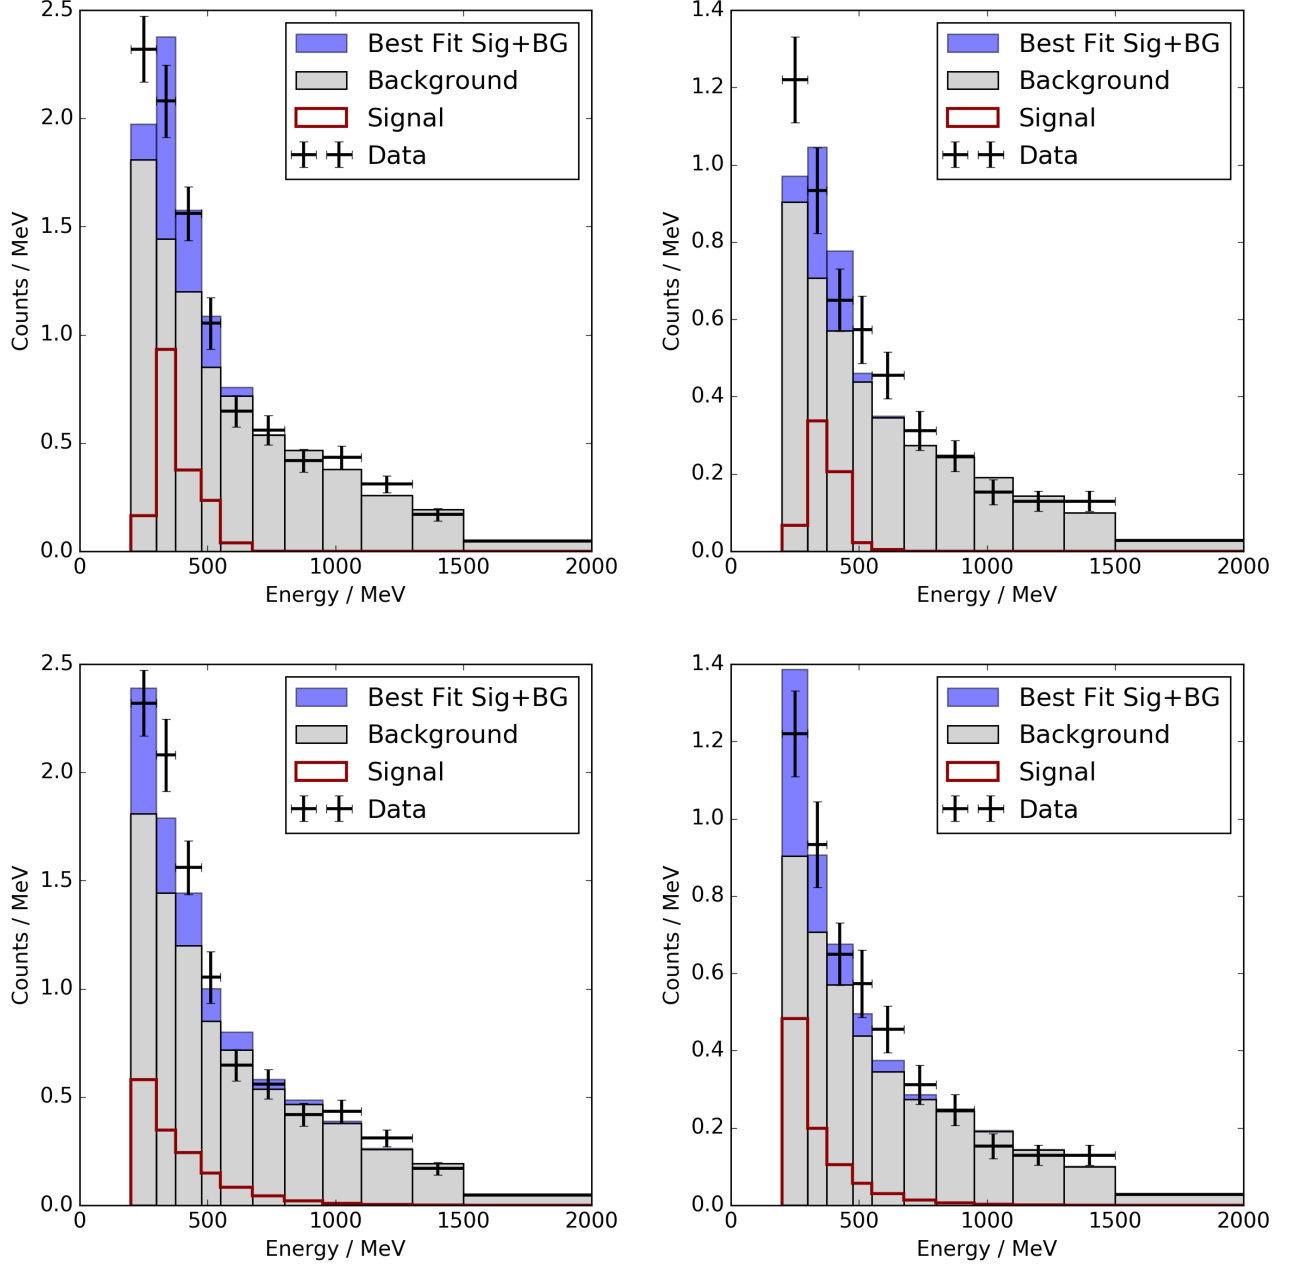 2.5
2.0
1.5
1.0
0.5
0.0
Counts / MeV
Best Fit Sig+BG
Background
Signal
Data
0 500 1000 1500 2000
Energy / MeV
1.4
1.2
1.0
0.8
0.6
0.4
0.2
0.0
Counts / MeV
Best Fit Sig+BG
Background
Signal
Data
0 500 1000 1500 2000
Energy / MeV
2.5
2.0
1.5
1.0
0.5
0.0
Counts / MeV
Best Fit Sig+BG
Background
Signal
Data
0 500 1000 1500 2000
Energy / MeV
1.4
1.2
1.0
0.8
0.6
0.4
0.2
0.0
Counts / MeV
Best Fit Sig+BG
Background
Signal
Data
0 500 1000 1500 2000
Energy / MeV